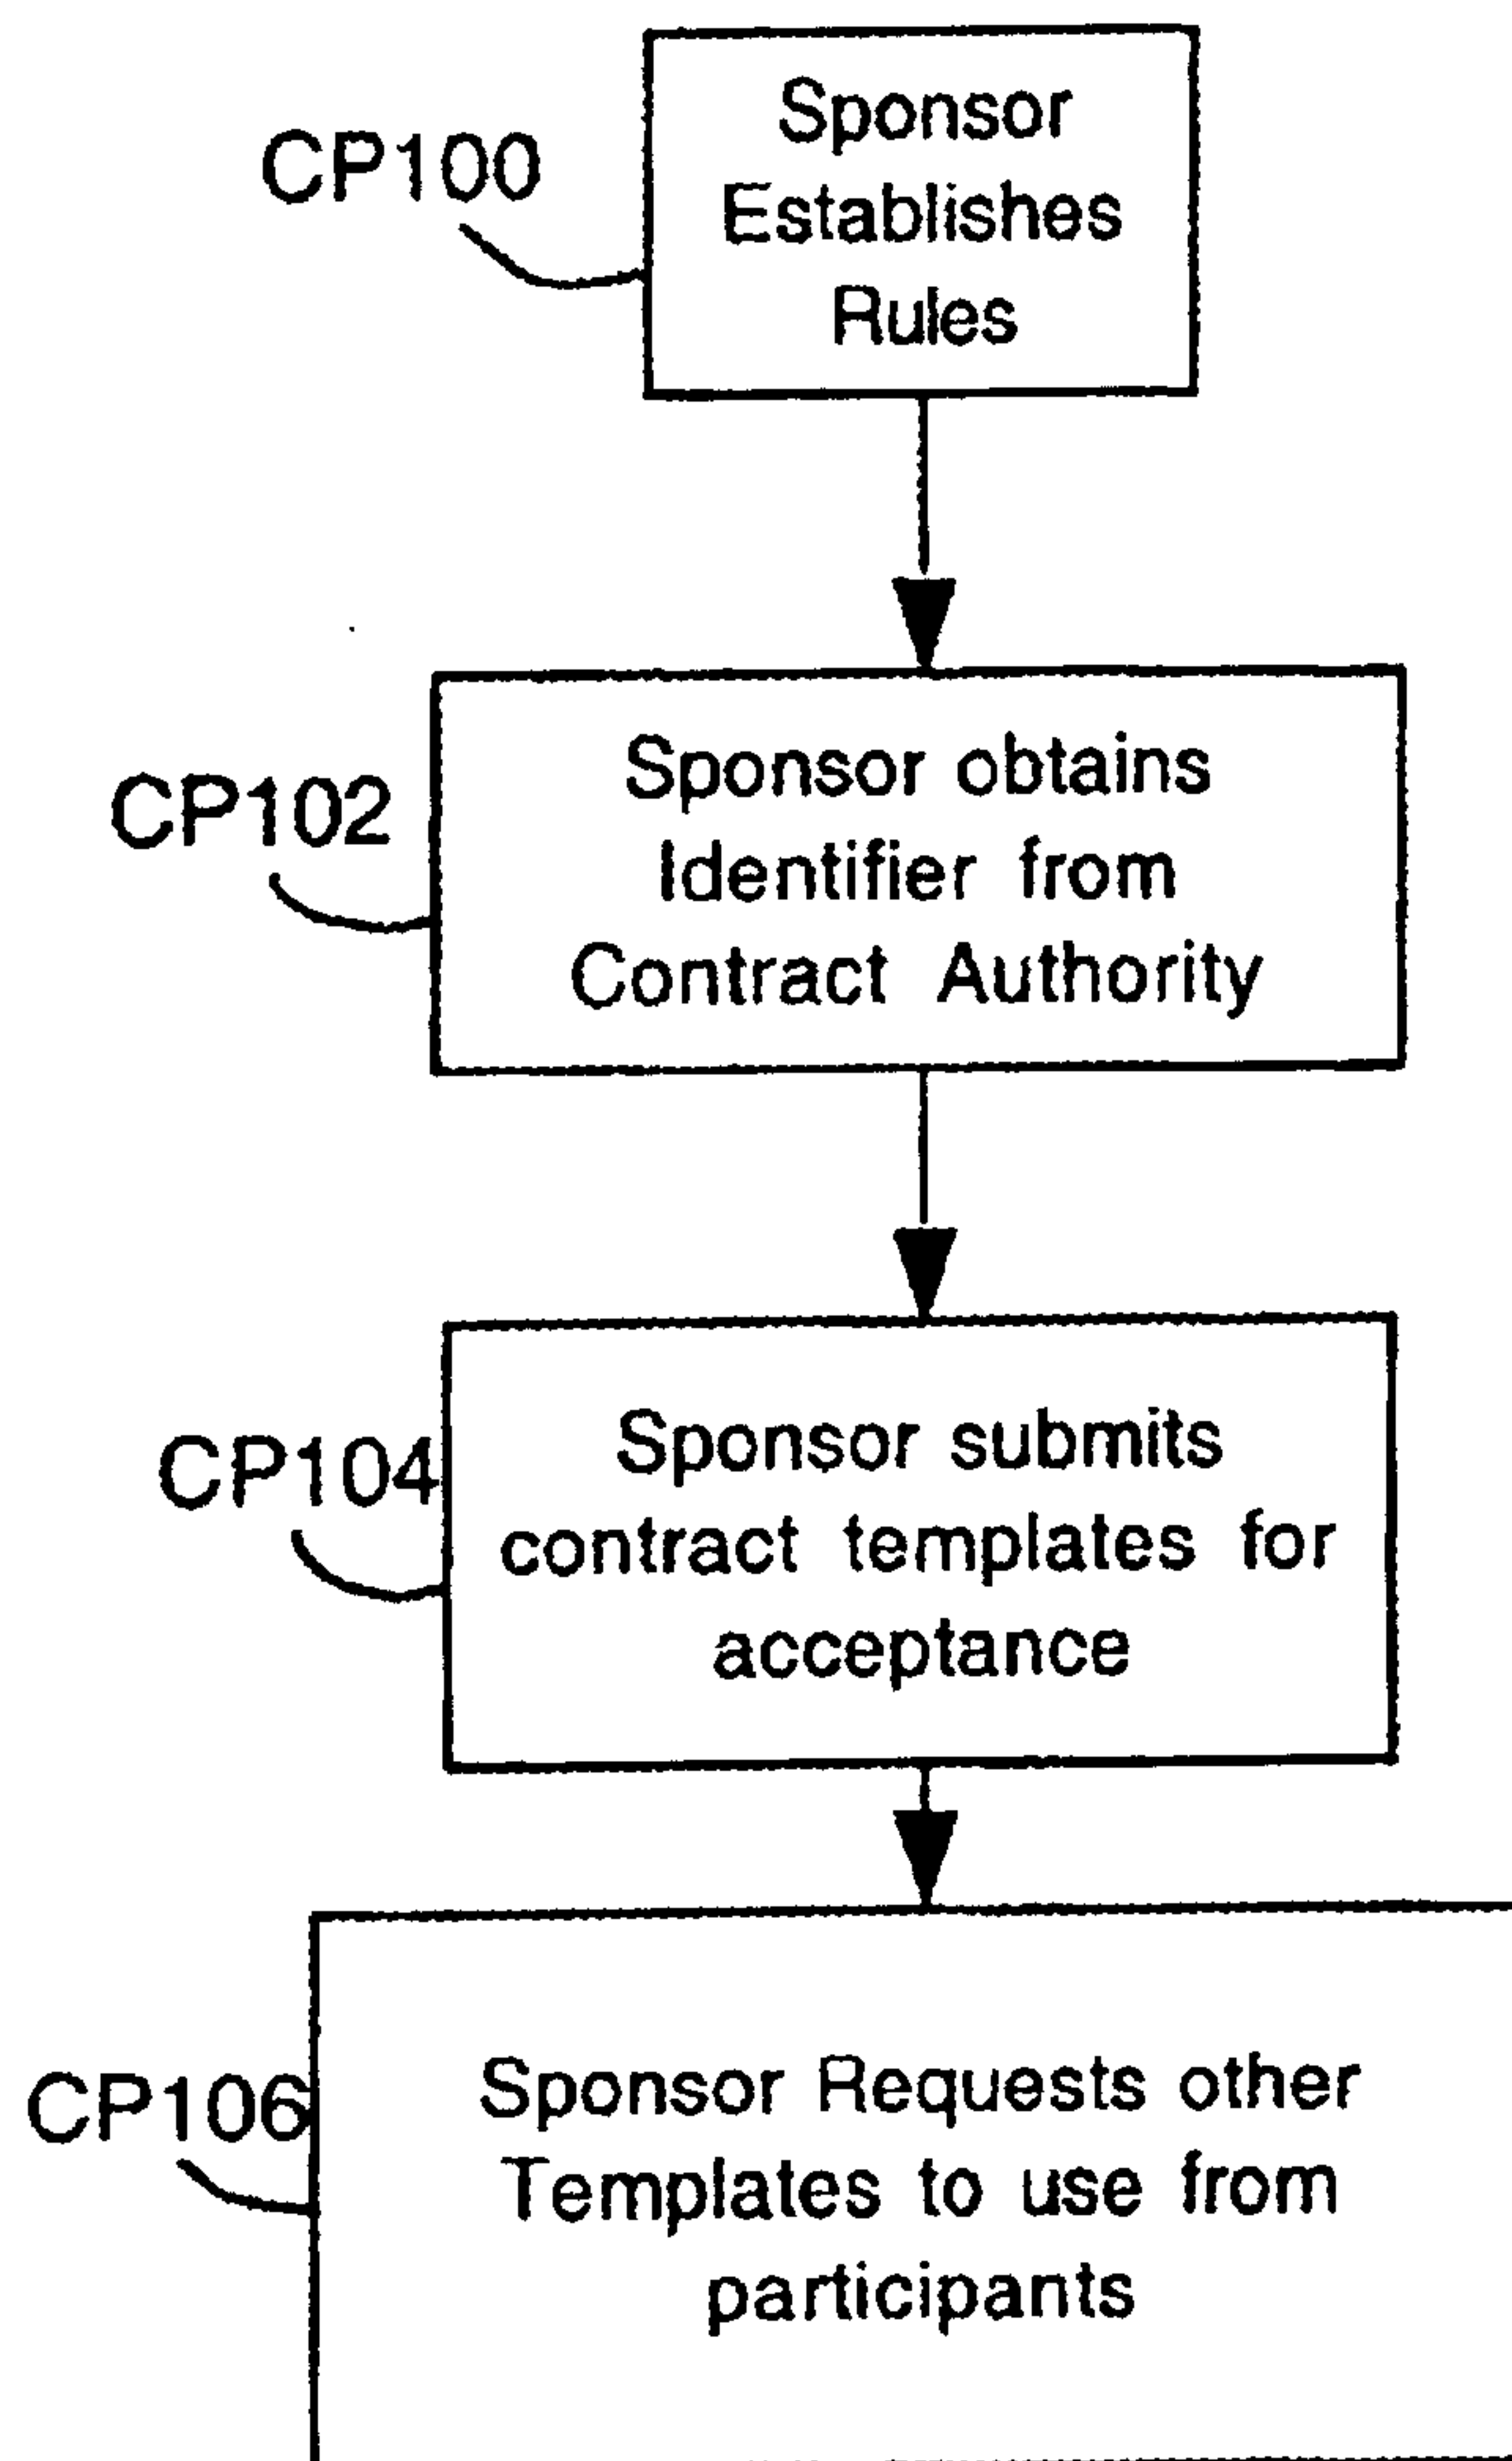 CP100
Sponsor
Establishes
Rules
CP102
Sponsor obtains
Identifier from
Contract Authority
CP104
Sponsor submits
contract templates for
acceptance
CP106
Sponsor Requests other
Templates to use from
participants